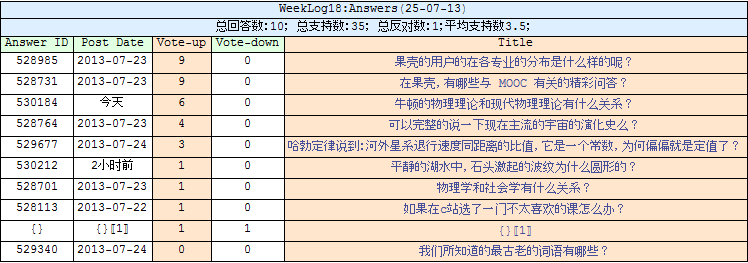 WeekLog18:Answers(25-07-13)
总回答数:10; 总支持数:35; 总反对数:1;平均支持数3.5;
Answer ID Post Date Vote-up Vote-down Title
528985 2013-07-23 9 0 果壳的用户的在各专业的分布是什么样的呢?
528731 2013-07-23 9 0 在果壳,有哪些与 MOOC 有关的精彩问答?
530184 今天 6 0 牛顿的物理理论和现代物理理论有什么关系?
528764 2013-07-23 4 0 可以完整的说一下现在主流的宇宙的演化史么?
529677 2013-07-24 3 0 哈勃定律说到:河外星系退行速度同距离的比值,它是一个常数,为何偏偏就是定值了?
530212 2小时前 1 0 平静的湖水中,石头激起的波纹为什么圆形的?
528701 2013-07-23 1 0 物理学和社会学有什么关系?
528113 2013-07-22 1 0 如果在c站选了一门不太喜欢的课怎么办?
{} {}〚1〛 1 1 {}〚1〛
529340 2013-07-24 0 0 我们所知道的最古老的词语有哪些?